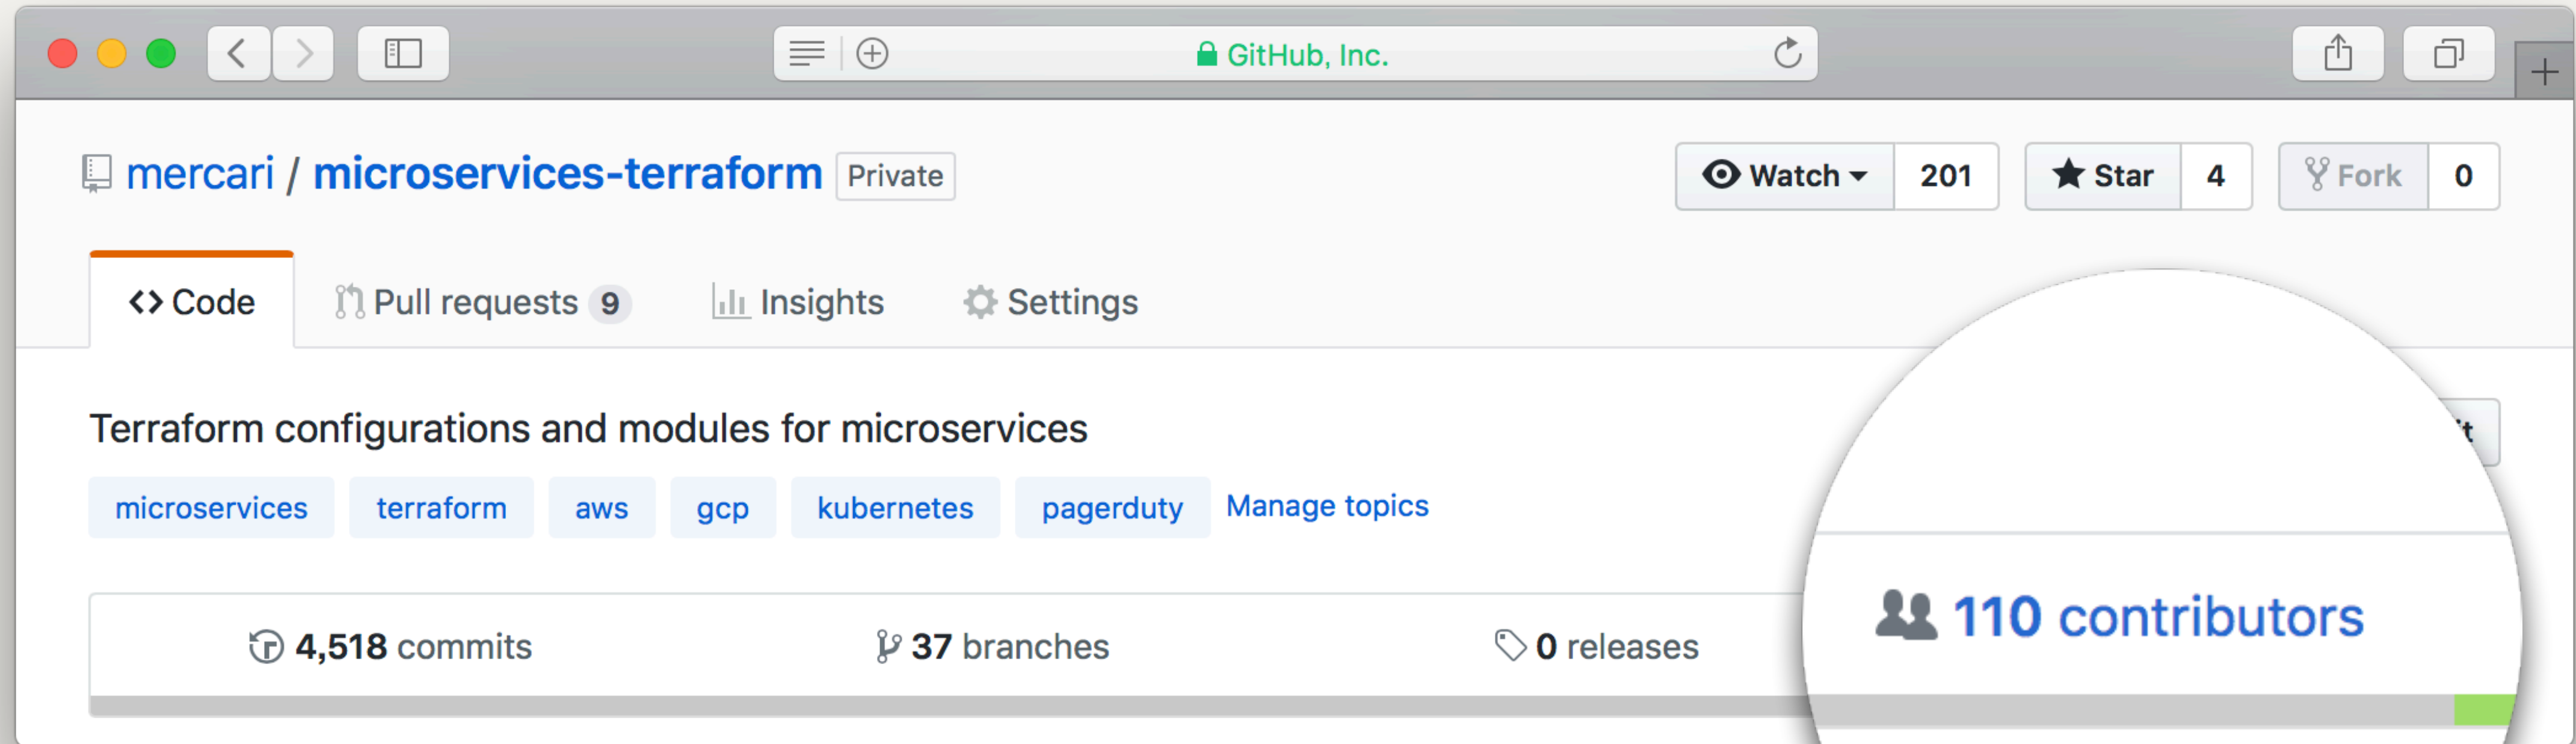 GitHub, Inc.
mercari / microservices-terraform Private
Watch 201 Star 4 Fork 0
Code Pull requests 9 Insights Settings
Terraform configurations and modules for microservices
microservices terraform aws gcp kubernetes pagerduty Manage topics
4,518 commits 37 branches 0 releases 110 contributors